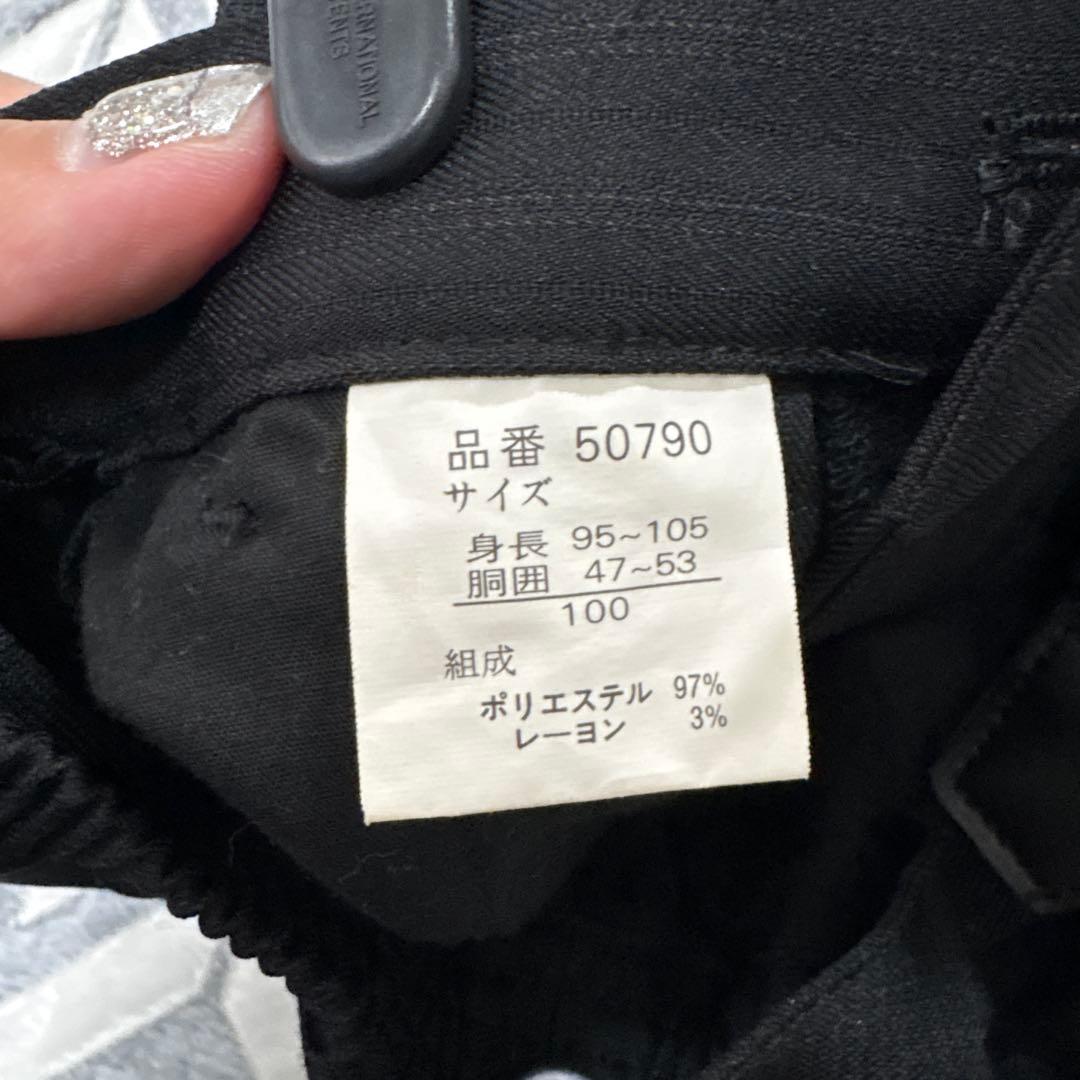 RNATIONAL
品番 50790
サイズ
身長 95~105
胴囲 47~53
100
組成
ポリエステル 97%
レーヨン 3%